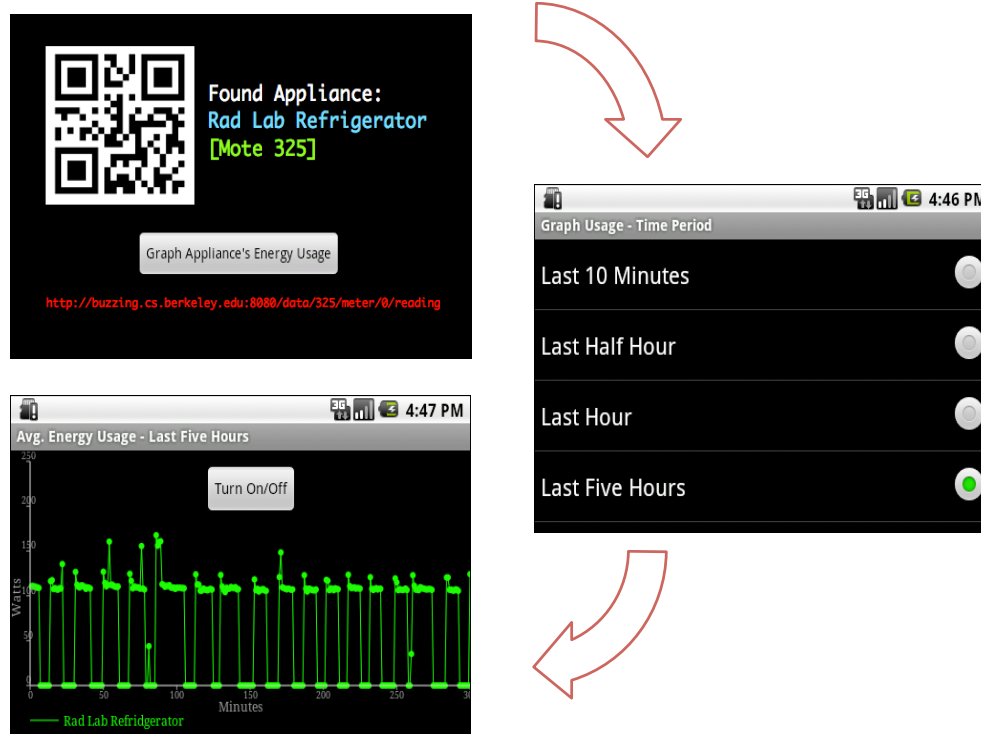 Found Appliance:
Rad Lab Refrigerator
[Mote 325]
Graph Appliance's Energy Usage
http://buzzing.cs.berkeley.edu:8080/data/325/meter/0/reading
3G
4:46 PM
Graph Usage - Time Period
Last 10 Minutes
Last Half Hour
Last Hour
Last Five Hours
3G
4:47 PM
Avg. Energy Usage - Last Five Hours
Turn On/Off
250
200
150
100
50
0
Watts
0 50 100 150 200 250 30
Minutes
Rad Lab Refridgerator